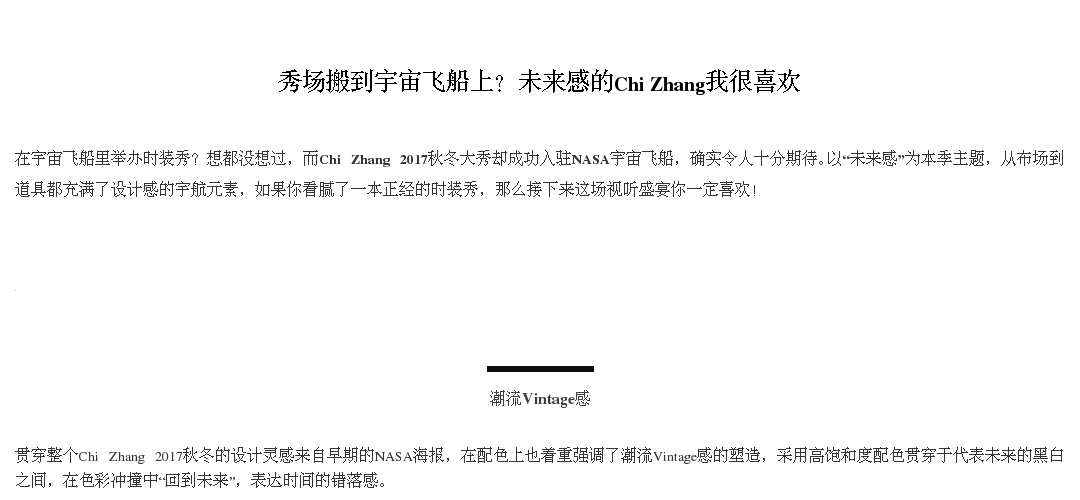 秀场搬到宇宙飞船上？未来感的Chi Zhang我很喜欢
在宇宙飞船里举办时装秀？想都没想过，而Chi Zhang 2017秋冬大秀却成功入驻NASA宇宙飞船，确实令人十分期待。以“未来感”为本季主题，从布场到
道具都充满了设计感的宇航元素，如果你看腻了一本正经的时装秀，那么接下来这场视听盛宴你一定喜欢！
潮流Vintage感
贯穿整个Chi Zhang 2017秋冬的设计灵感来自早期的NASA海报，在配色上也着重强调了潮流Vintage感的塑造，采用高饱和度配色贯穿于代表未来的黑白
之间，在色彩冲撞中“回到未来”，表达时间的错落感。